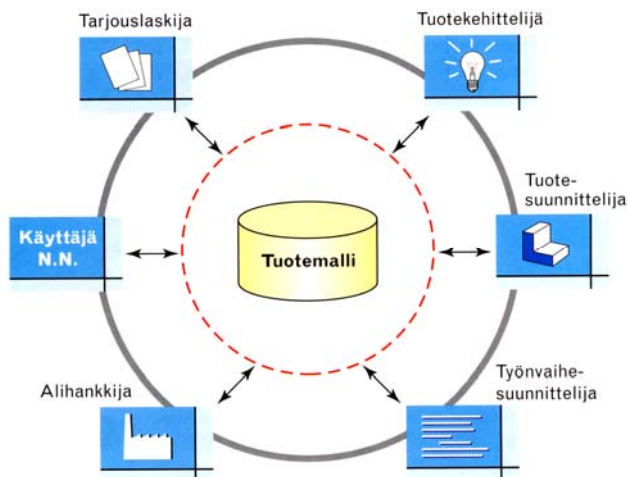 Tarjouslaskija
Tuotekehittelijä
Tuote-
suunnittelija
Käyttäjä
N.N.
Tuotemalli
Alihankkija
Työnvaihe-
suunnittelija